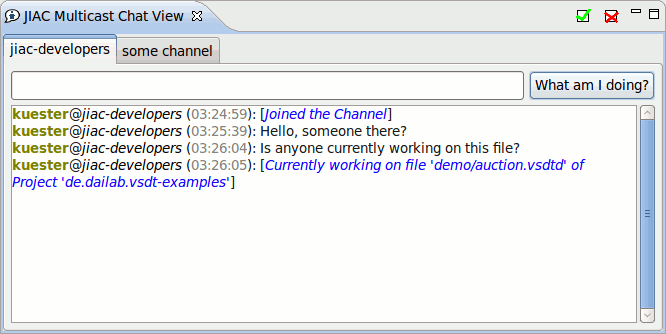 JIAC Multicast Chat View
jiac-developers some channel
What am I doing?
kuester@jiac-developers (03:24:59): [Joined the Channel]
kuester@jiac-developers (03:25:39): Hello, someone there?
kuester@jiac-developers (03:26:04): Is anyone currently working on this file?
kuester@jiac-developers (03:26:05): [Currently working on file 'demo/auction.vsdtd' of
Project 'de.dailab.vsdt-examples']